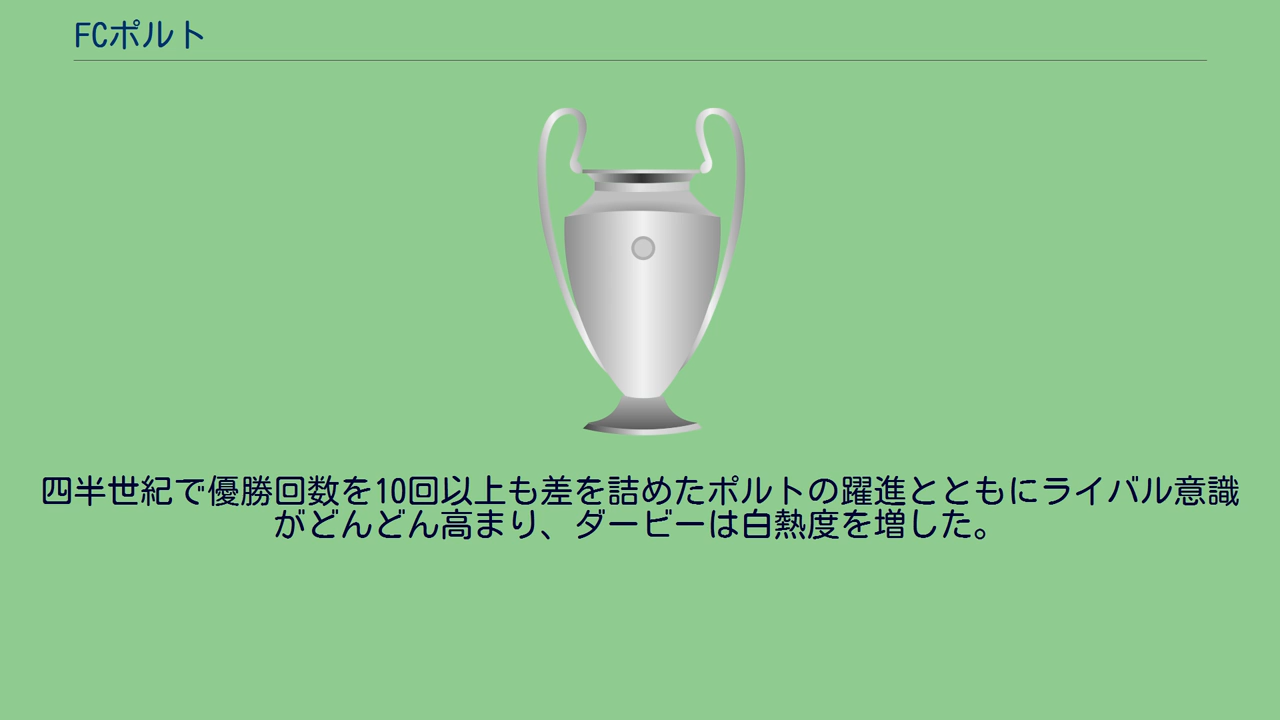 FCポルト
四半世紀で優勝回数を10回以上も差を詰めたポルトの躍進とともにライバル意識
がどんどん高まり、ダービーは白熱度を増した。